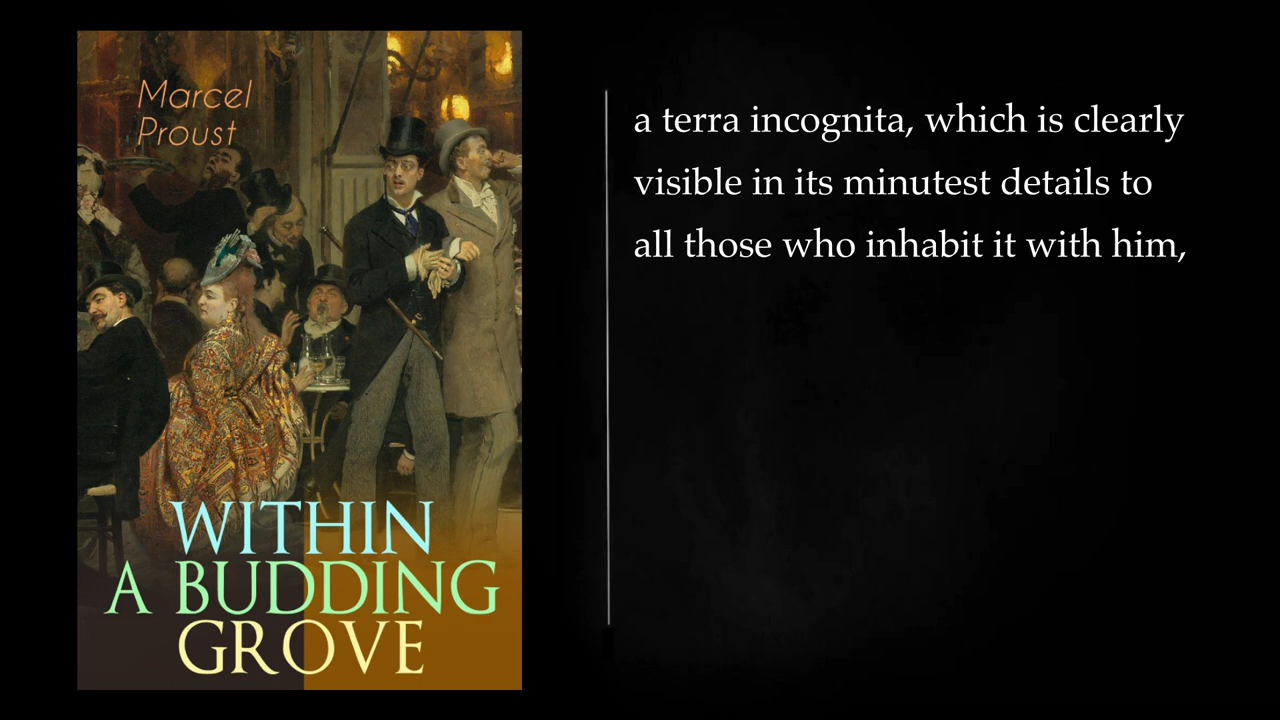 Marcel
Proust
WITHIN
A BUDDING
GROVE
a terra incognita, which is clearly
visible in its minutest details to
all those who inhabit it with him,